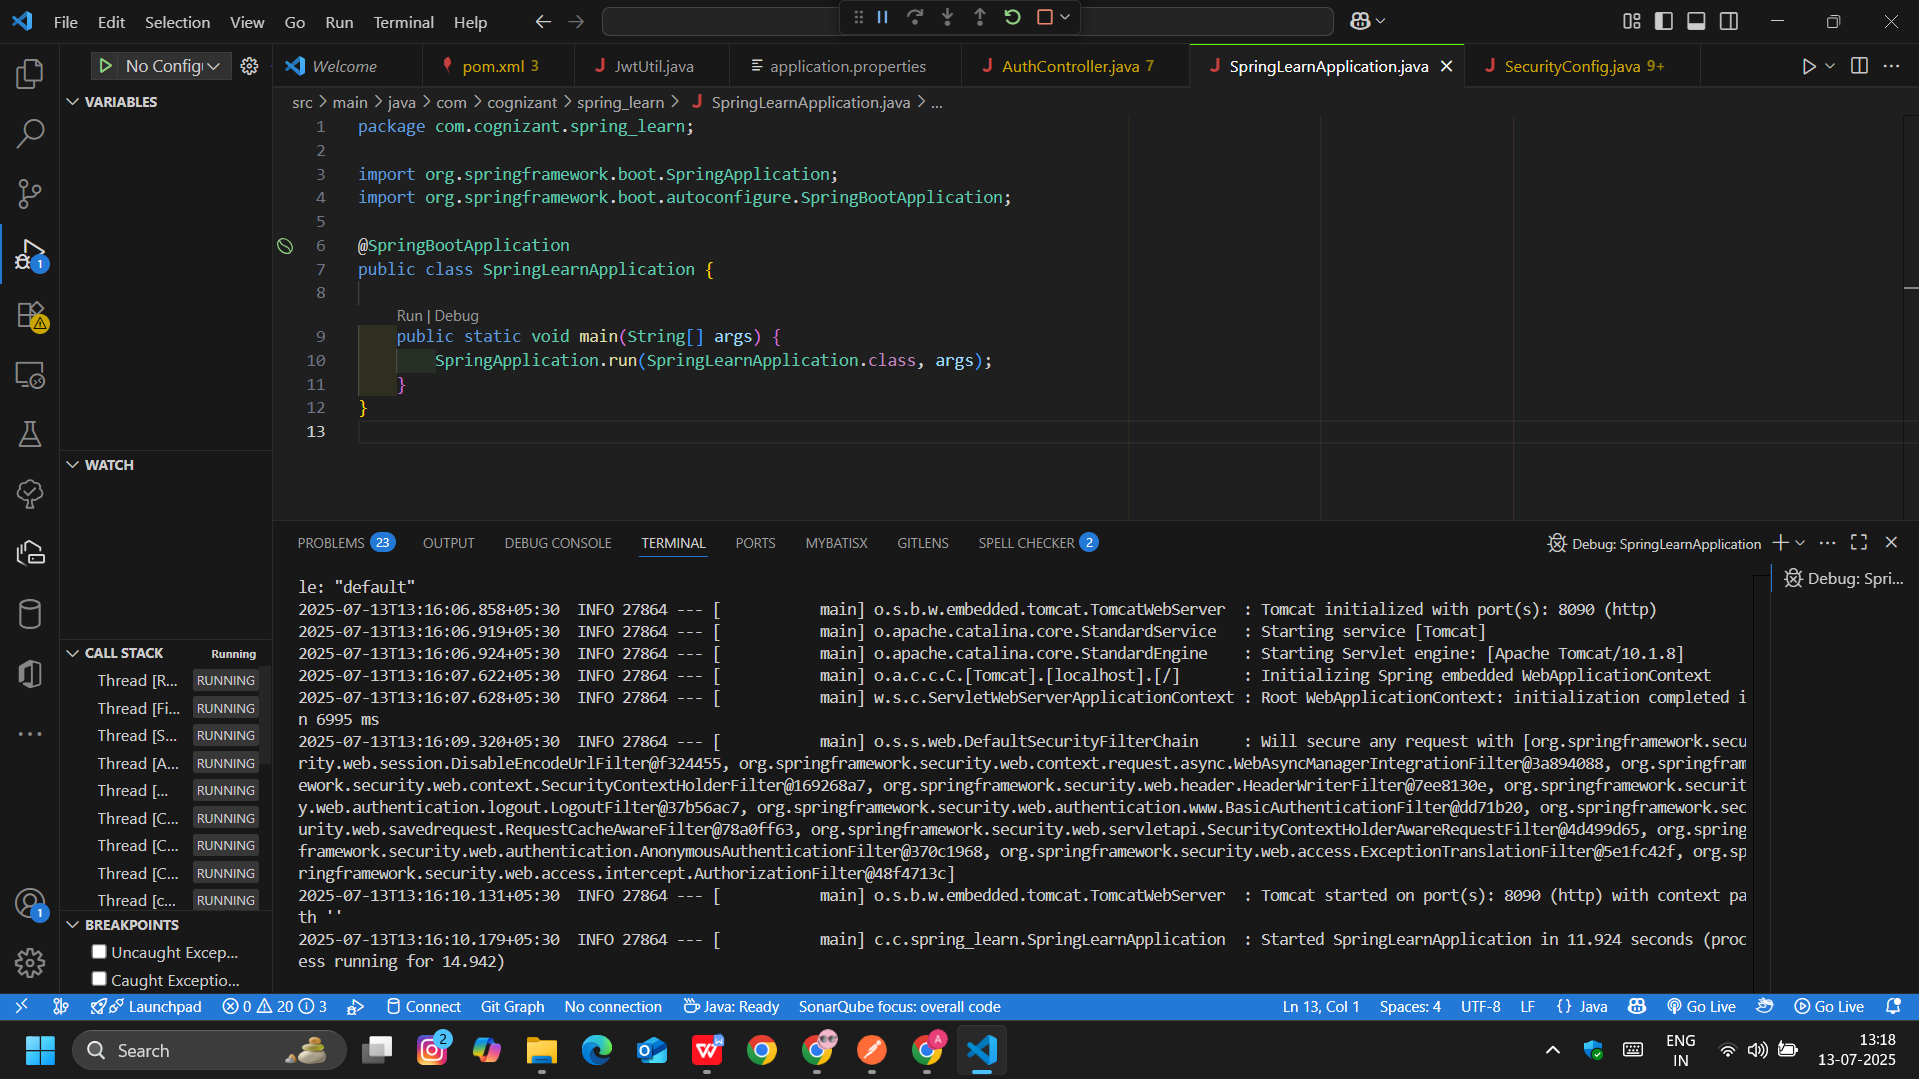 File Edit Selection View Go Run Terminal Help
No Config
Welcome
pom.xml 3
JwtUtil.java
application.properties
AuthController.java 7
SpringLearnApplication.java
SecurityConfig.java 9+
VARIABLES
src > main > java > com > cognizant > spring_learn > SpringLearnApplication.java > ...
1 package com.cognizant.spring_learn;
2
3 import org.springframework.boot.SpringApplication;
4 import org.springframework.boot.autoconfigure.SpringBootApplication;
5
6 @SpringBootApplication
7 public class SpringLearnApplication {
8
Run | Debug
9 public static void main(String[] args) {
10 SpringApplication.run(SpringLearnApplication.class, args);
11 }
12 }
13
WATCH
CALL STACK Running
Thread [R... RUNNING
Thread [Fi... RUNNING
Thread [S... RUNNING
Thread [A... RUNNING
Thread [... RUNNING
Thread [C... RUNNING
Thread [C... RUNNING
Thread [C... RUNNING
Thread [c... RUNNING
BREAKPOINTS
Uncaught Excep...
Caught Exceptio...
1
1
PROBLEMS 23 OUTPUT DEBUG CONSOLE TERMINAL PORTS MYBATISX GITLENS SPELL CHECKER 2
Debug: SpringLearnApplication
Debug: Spri...
le: "default"
2025-07-13T13:16:06.858+05:30 INFO 27864 --- [ main] o.s.b.w.embedded.tomcat.TomcatWebServer : Tomcat initialized with port(s): 8090 (http)
2025-07-13T13:16:06.919+05:30 INFO 27864 --- [ main] o.apache.catalina.core.StandardService : Starting service [Tomcat]
2025-07-13T13:16:06.924+05:30 INFO 27864 --- [ main] o.apache.catalina.core.StandardEngine : Starting Servlet engine: [Apache Tomcat/10.1.8]
2025-07-13T13:16:07.622+05:30 INFO 27864 --- [ main] o.a.c.c.C.[Tomcat].[localhost].[/] : Initializing Spring embedded WebApplicationContext
2025-07-13T13:16:07.628+05:30 INFO 27864 --- [ main] w.s.c.ServletWebServerApplicationContext : Root WebApplicationContext: initialization completed i
n 6995 ms
2025-07-13T13:16:09.320+05:30 INFO 27864 --- [ main] o.s.s.web.DefaultSecurityFilterChain : Will secure any request with [org.springframework.secu
rity.web.session.DisableEncodeUrlFilter@f324455, org.springframework.security.web.context.request.async.WebAsyncManagerIntegrationFilter@3a894088, org.springfram
ework.security.web.context.SecurityContextHolderFilter@169268a7, org.springframework.security.web.header.HeaderWriterFilter@7ee8130e, org.springframework.securit
y.web.authentication.logout.LogoutFilter@37b56ac7, org.springframework.security.web.authentication.www.BasicAuthenticationFilter@dd71b20, org.springframework.sec
urity.web.savedrequest.RequestCacheAwareFilter@78a0ff63, org.springframework.security.web.servletapi.SecurityContextHolderAwareRequestFilter@4d499d65, org.spring
framework.security.web.authentication.AnonymousAuthenticationFilter@370c1968, org.springframework.security.web.access.ExceptionTranslationFilter@5e1fc42f, org.sp
ringframework.security.web.access.intercept.AuthorizationFilter@48f4713c]
2025-07-13T13:16:10.131+05:30 INFO 27864 --- [ main] o.s.b.w.embedded.tomcat.TomcatWebServer : Tomcat started on port(s): 8090 (http) with context pa
th ''
2025-07-13T13:16:10.179+05:30 INFO 27864 --- [ main] c.c.spring_learn.SpringLearnApplication : Started SpringLearnApplication in 11.924 seconds (proc
ess running for 14.942)
Launchpad 0 20 3 Connect Git Graph No connection Java: Ready SonarQube focus: overall code Ln 13, Col 1 Spaces: 4 UTF-8 LF {} Java Go Live Go Live
Search
2
A
ENG
IN
13:18
13-07-2025